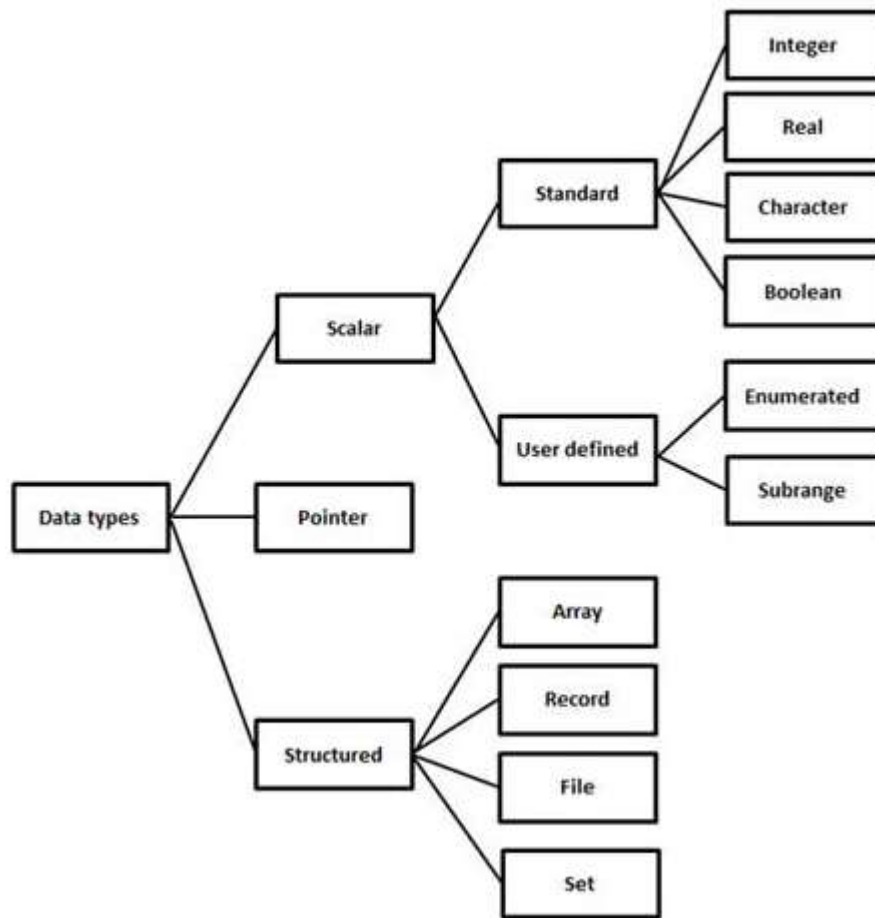 Integer
Real
Standard
Character
Boolean
Scalar
Enumerated
User defined
Subrange
Data types
Pointer
Array
Record
Structured
File
Set